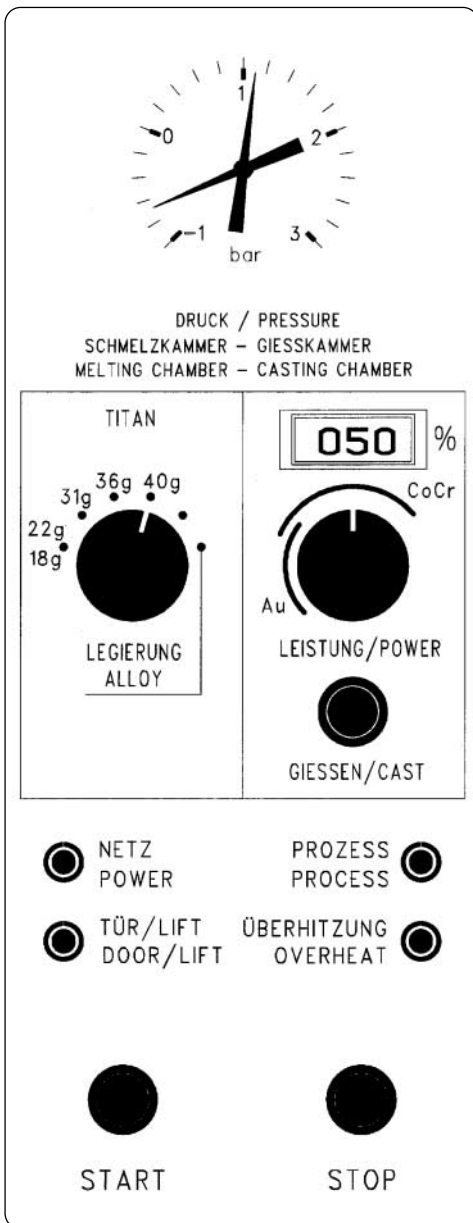 1
0
2
-1
3
bar
DRUCK / PRESSURE
SCHMELZKAMMER - GIESSKAMMER
MELTING CHAMBER - CASTING CHAMBER
TITAN
050 %
36g 40g
31g
22g
18g
CoCr
Au
LEGIERUNG
ALLOY
LEISTUNG/POWER
GIESSEN/CAST
NETZ
POWER
PROZESS
PROCESS
TÜR/LIFT
DOOR/LIFT
ÜBERHITZUNG
OVERHEAT
START
STOP